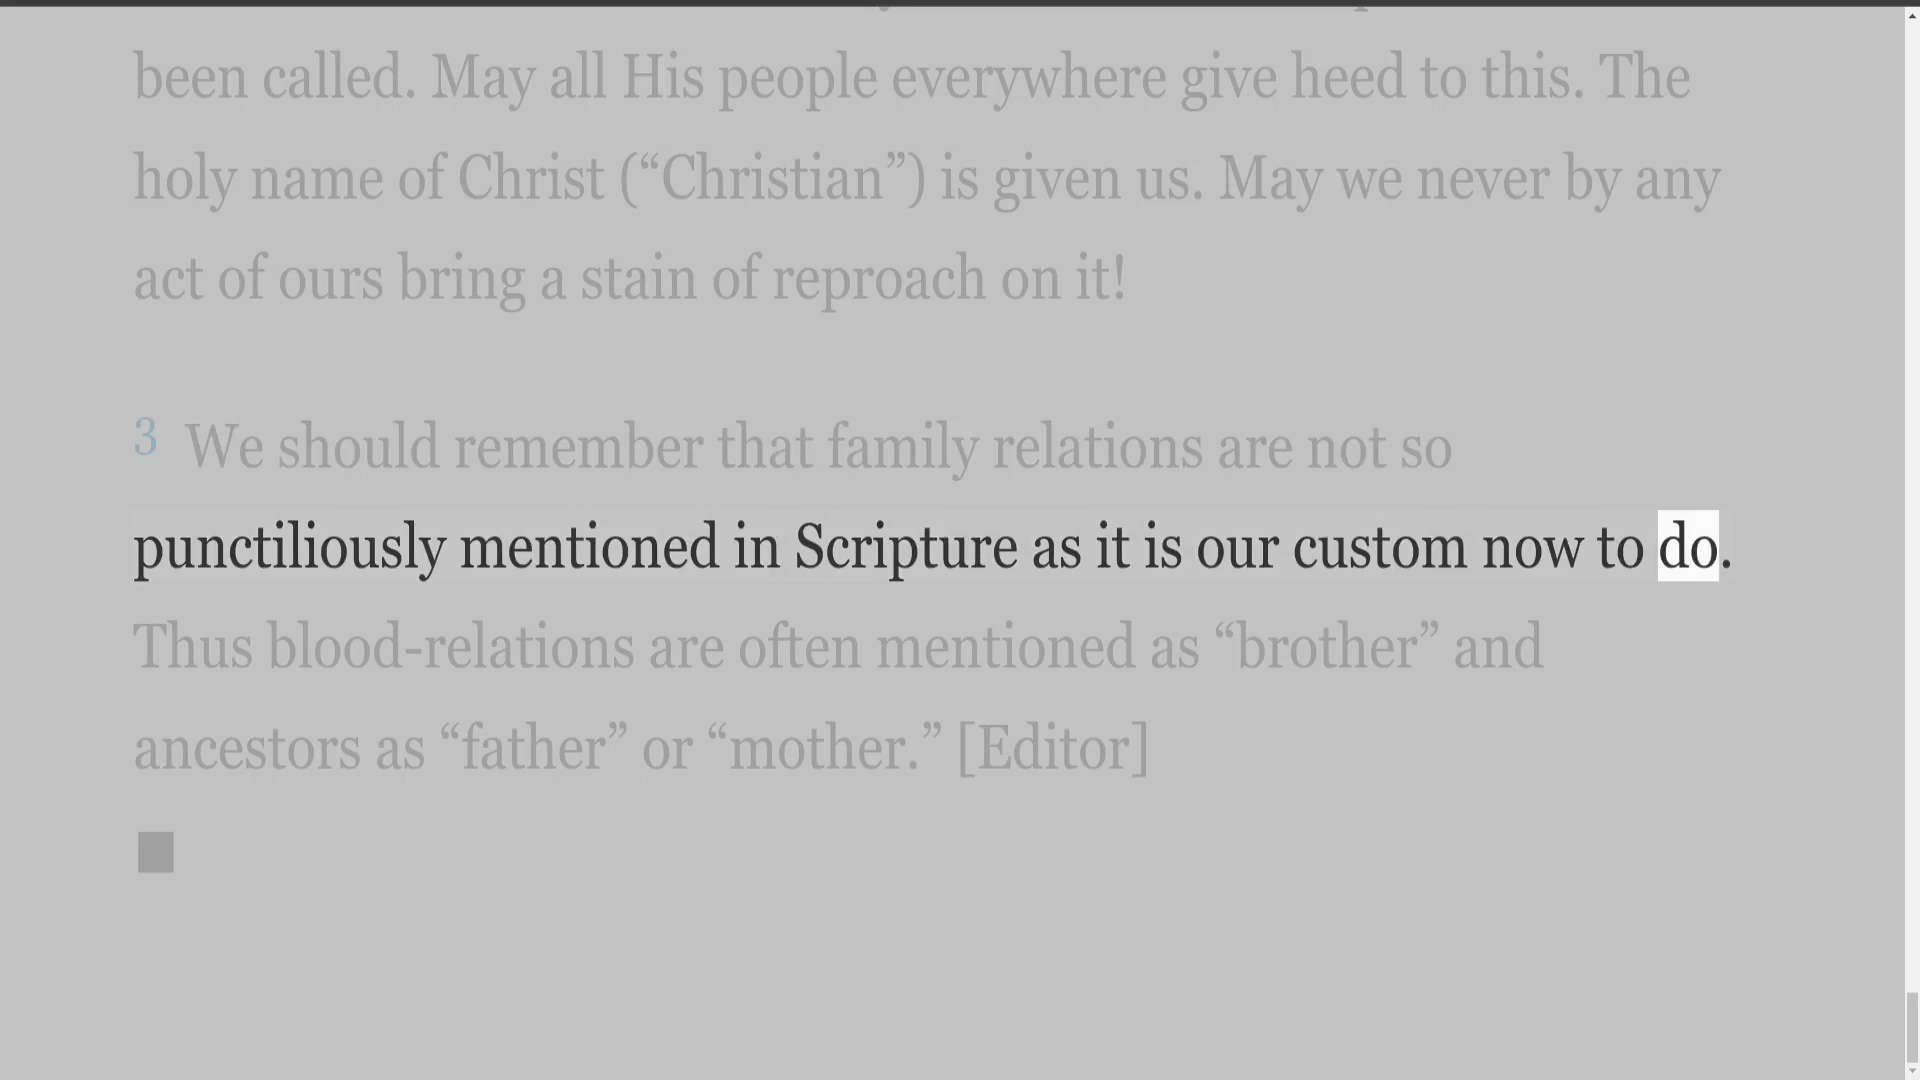 been called. May all His people everywhere give heed to this. The
holy name of Christ (“Christian”) is given us. May we never by any
act of ours bring a stain of reproach on it!
3 We should remember that family relations are not so
punctiliously mentioned in Scripture as it is our custom now to do.
Thus blood-relations are often mentioned as “brother” and
ancestors as “father” or “mother.” [Editor]